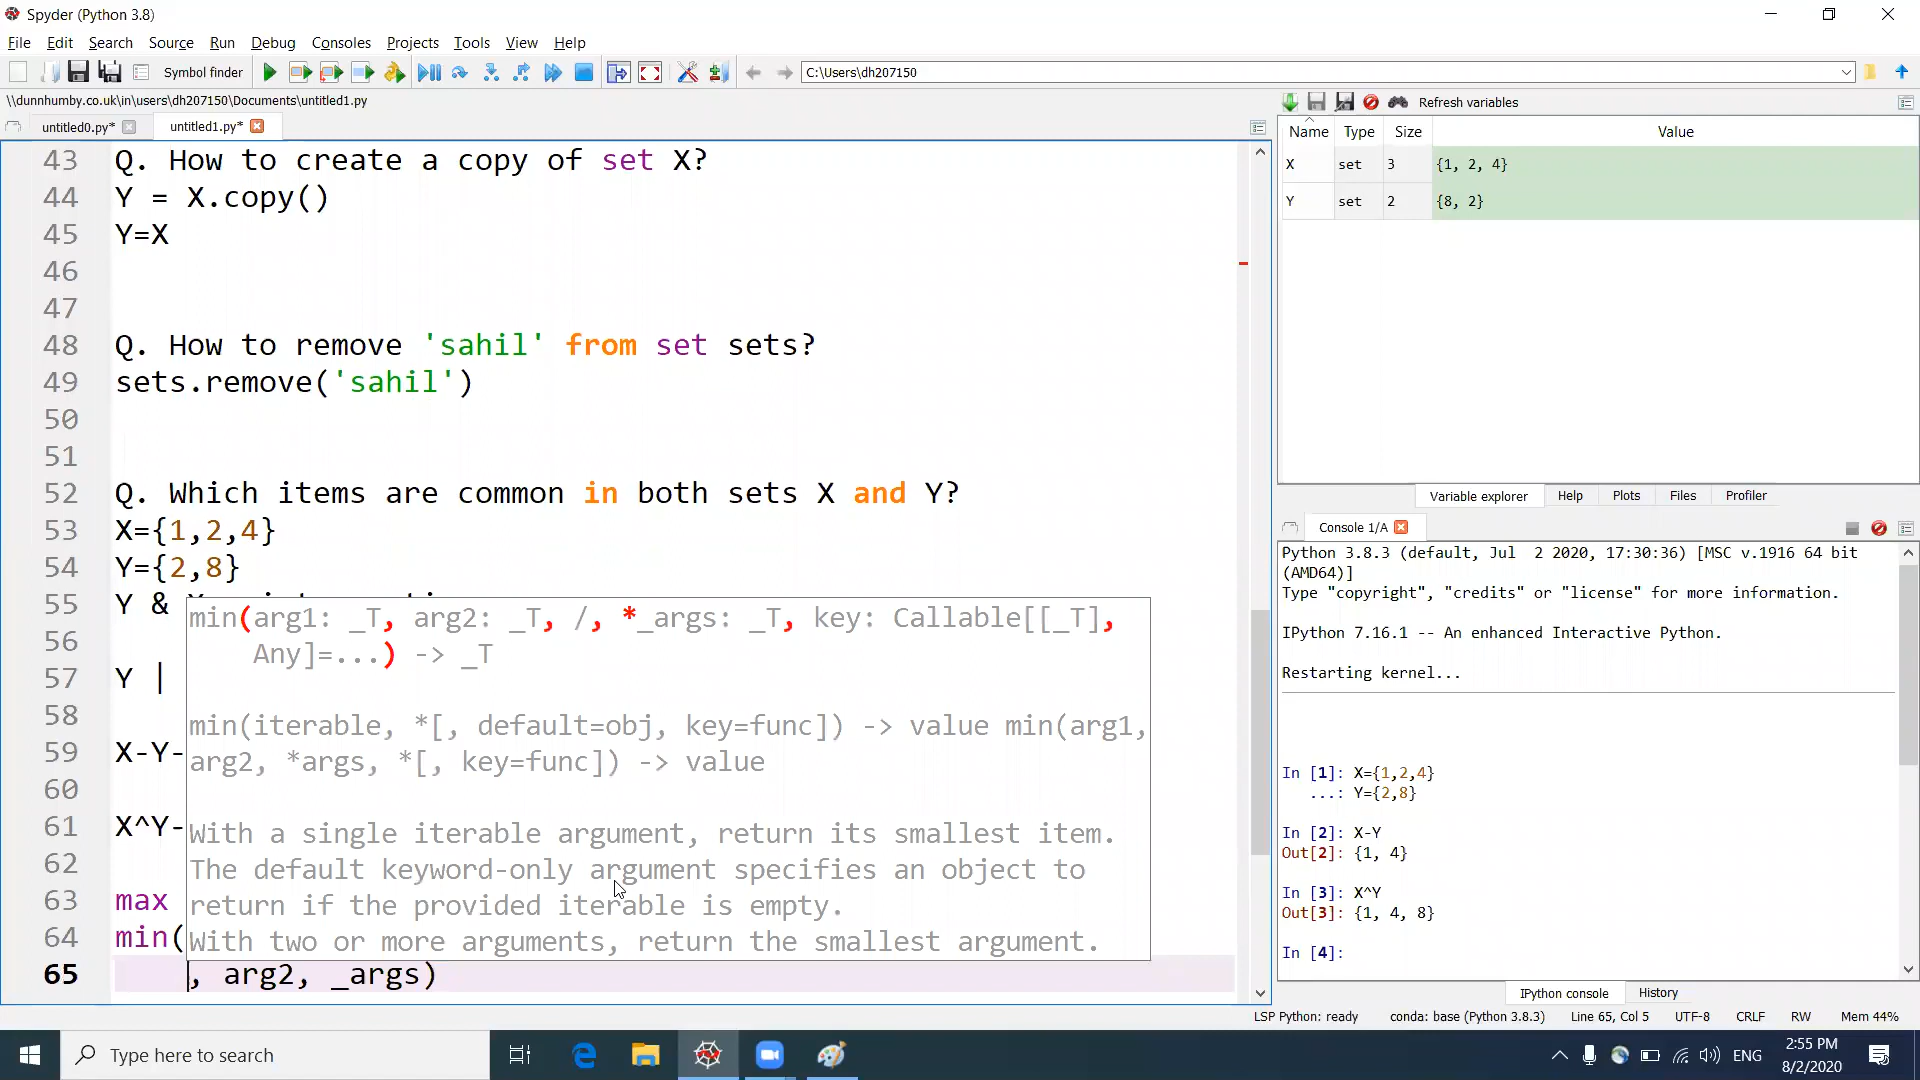 Spyder (Python 3.8)
File Edit Search Source Run Debug Consoles Projects Tools View Help
Symbol finder
C:\Users\dh207150
\\dunnhumby.co.uk\in\users\dh207150\Documents\untitled1.py
untitled0.py*
untitled1.py*
43 Q. How to create a copy of set X?
44 Y = X.copy()
45 Y=X
46
47
48 Q. How to remove 'sahil' from set sets?
49 sets.remove('sahil')
50
51
52 Q. Which items are common in both sets X and Y?
53 X={1,2,4}
54 Y={2,8}
55 Y &
56
57 Y |
58
59 X-Y-
60
61 X^Y-
62
63 max
64 min(
65 , arg2, _args)
min(arg1: _T, arg2: _T, /, *_args: _T, key: Callable[[_T],
Any]=...) -> _T
min(iterable, *[, default=obj, key=func]) -> value min(arg1,
arg2, *args, *[, key=func]) -> value
With a single iterable argument, return its smallest item.
The default keyword-only argument specifies an object to
return if the provided iterable is empty.
With two or more arguments, return the smallest argument.
Refresh variables
Name Type Size Value
X set 3 {1, 2, 4}
Y set 2 {8, 2}
Variable explorer Help Plots Files Profiler
Console 1/A
Python 3.8.3 (default, Jul 2 2020, 17:30:36) [MSC v.1916 64 bit
(AMD64)]
Type "copyright", "credits" or "license" for more information.
IPython 7.16.1 -- An enhanced Interactive Python.
Restarting kernel...
In [1]: X={1,2,4}
...: Y={2,8}
In [2]: X-Y
Out[2]: {1, 4}
In [3]: X^Y
Out[3]: {1, 4, 8}
In [4]:
IPython console History
LSP Python: ready conda: base (Python 3.8.3) Line 65, Col 5 UTF-8 CRLF RW Mem 44%
Type here to search
ENG
2:55 PM
8/2/2020